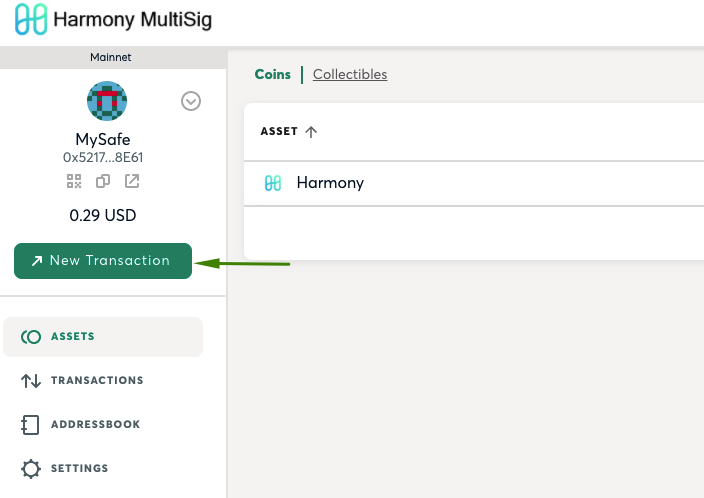 Harmony MultiSig
Mainnet
MySafe
0x5217...8E61
0.29 USD
New Transaction
ASSETS
TRANSACTIONS
ADDRESSBOOK
SETTINGS
Coins | Collectibles
ASSET
Harmony